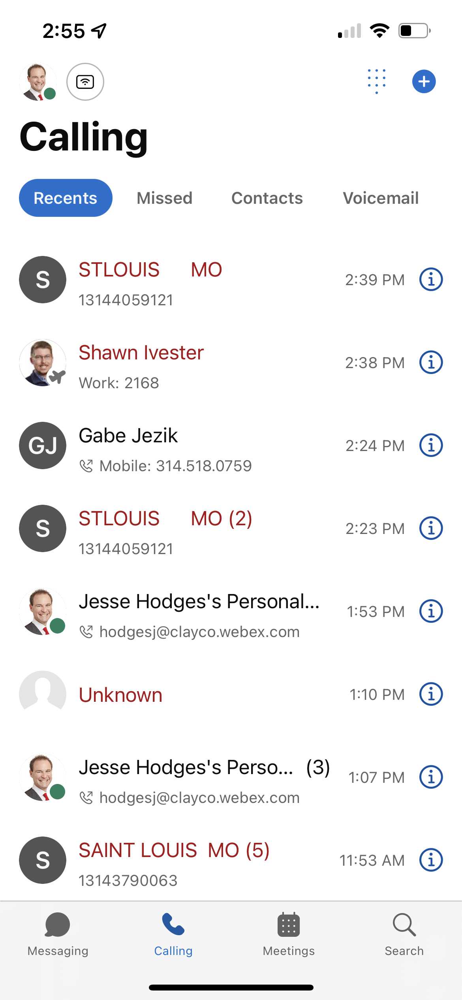 2:55
Calling
Recents Missed Contacts Voicemail
S STLOUIS MO 2:39 PM
13144059121
Shawn Ivester 2:38 PM
Work: 2168
GJ Gabe Jezik 2:24 PM
Mobile: 314.518.0759
S STLOUIS MO (2) 2:23 PM
13144059121
Jesse Hodges's Personal... 1:53 PM
hodgesj@clayco.webex.com
Unknown 1:10 PM
Jesse Hodges's Perso... (3) 1:07 PM
hodgesj@clayco.webex.com
S SAINT LOUIS MO (5) 11:53 AM
13143790063
Messaging Calling Meetings Search